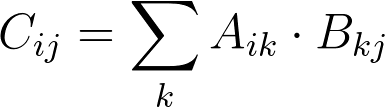 $C_{ij} = \sum_{k} A_{ik} \cdot B_{kj}$